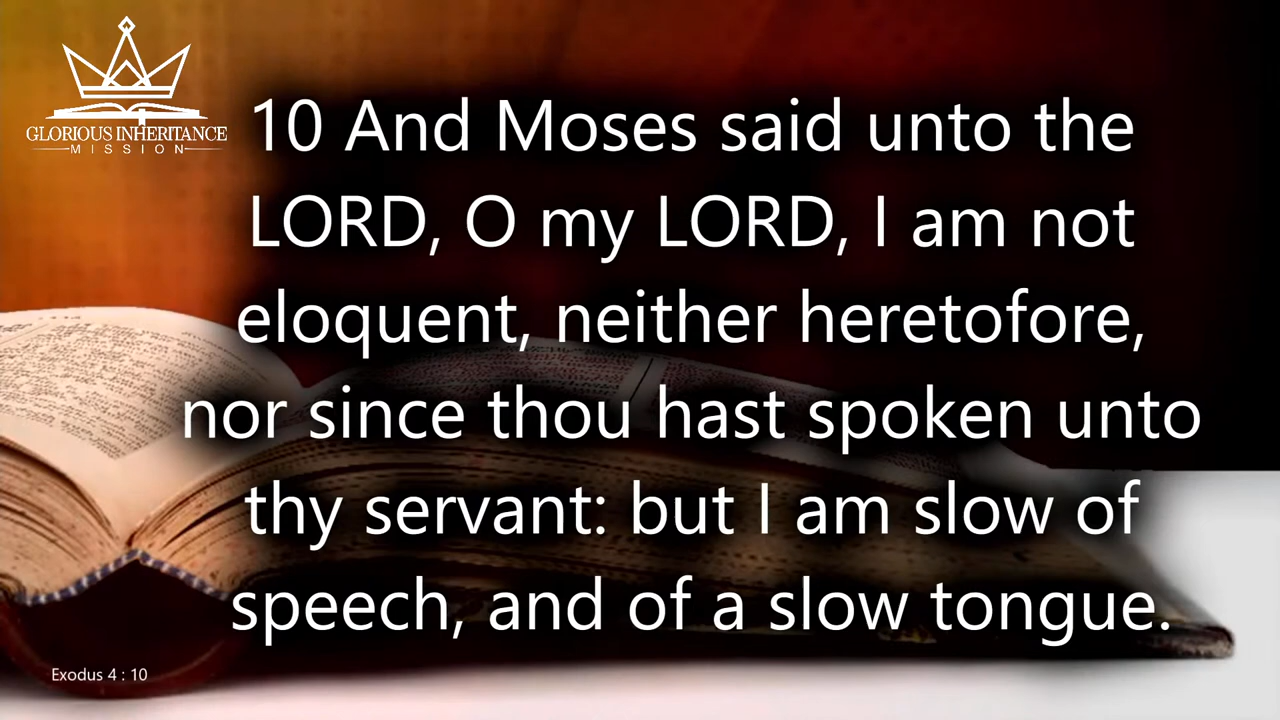 GLORIOUS INHERITANCE
MISSION
10 And Moses said unto the
LORD, O my LORD, I am not
eloquent, neither heretofore,
nor since thou hast spoken unto
thy servant: but I am slow of
speech, and of a slow tongue.
Exodus 4 : 10